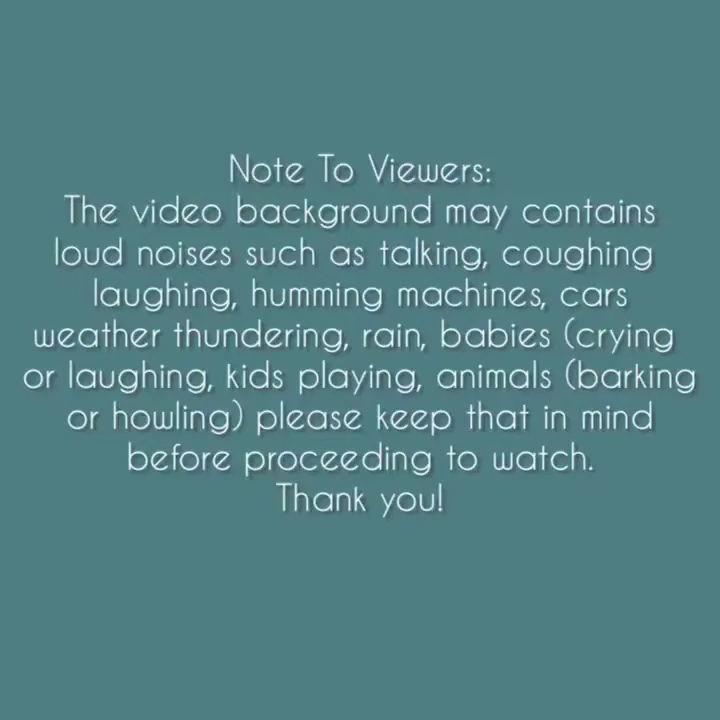 Note To Viewers:
The video background may contains
loud noises such as talking, coughing
laughing, humming machines, cars
weather thundering, rain, babies (crying
or laughing, kids playing, animals (barking
or howling) please keep that in mind
before proceeding to watch.
Thank you!